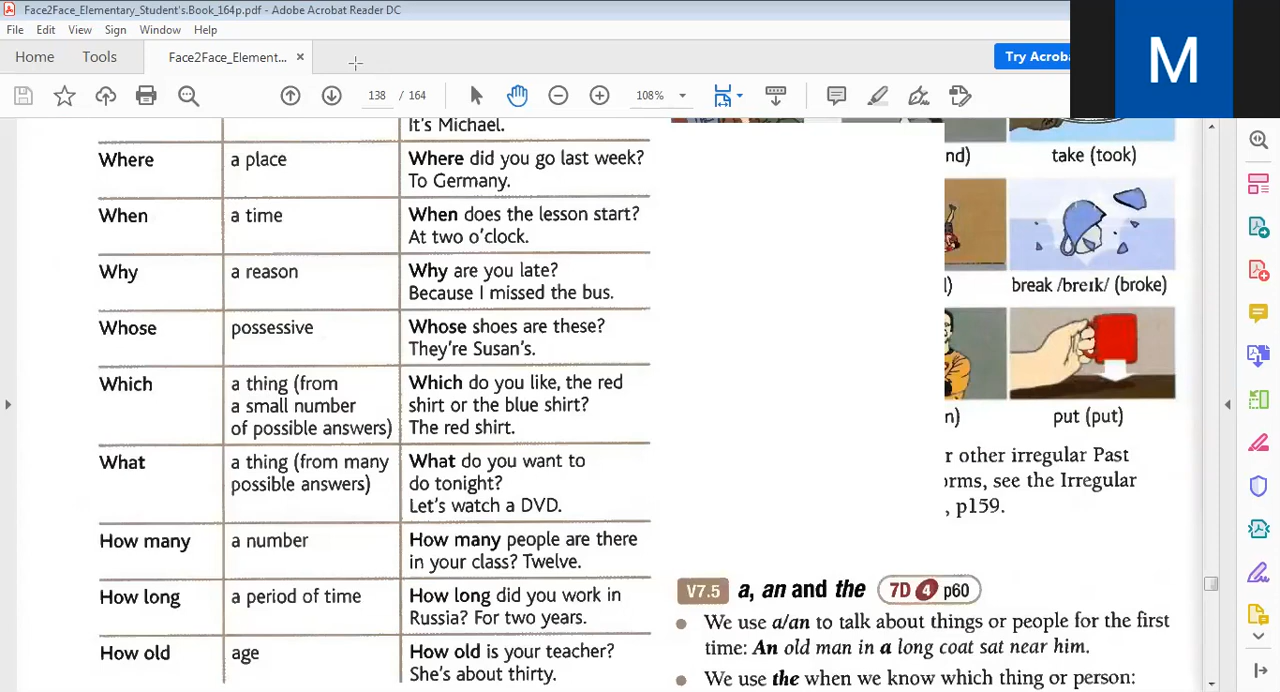 Face2Face_Elementary_Student's.Book_164p.pdf - Adobe Acrobat Reader DC
File Edit View Sign Window Help
Home Tools Face2Face_Element... × Try Acroba
M
138 / 164 108%
It's Michael.
Where a place Where did you go last week?
To Germany.
When a time When does the lesson start?
At two o'clock.
Why a reason Why are you late?
Because I missed the bus.
Whose possessive Whose shoes are these?
They're Susan's.
Which a thing (from Which do you like, the red
a small number shirt or the blue shirt?
of possible answers) The red shirt.
What a thing (from many What do you want to
possible answers) do tonight?
Let's watch a DVD.
How many a number How many people are there
in your class? Twelve.
How long a period of time How long did you work in
Russia? For two years.
How old age How old is your teacher?
She's about thirty.
nd) take (took)
l) break /breɪk/ (broke)
n) put (put)
r other irregular Past
orms, see the Irregular
, p159.
V7.5 a, an and the 7D 4 p60
• We use a/an to talk about things or people for the first
time: An old man in a long coat sat near him.
• We use the when we know which thing or person: